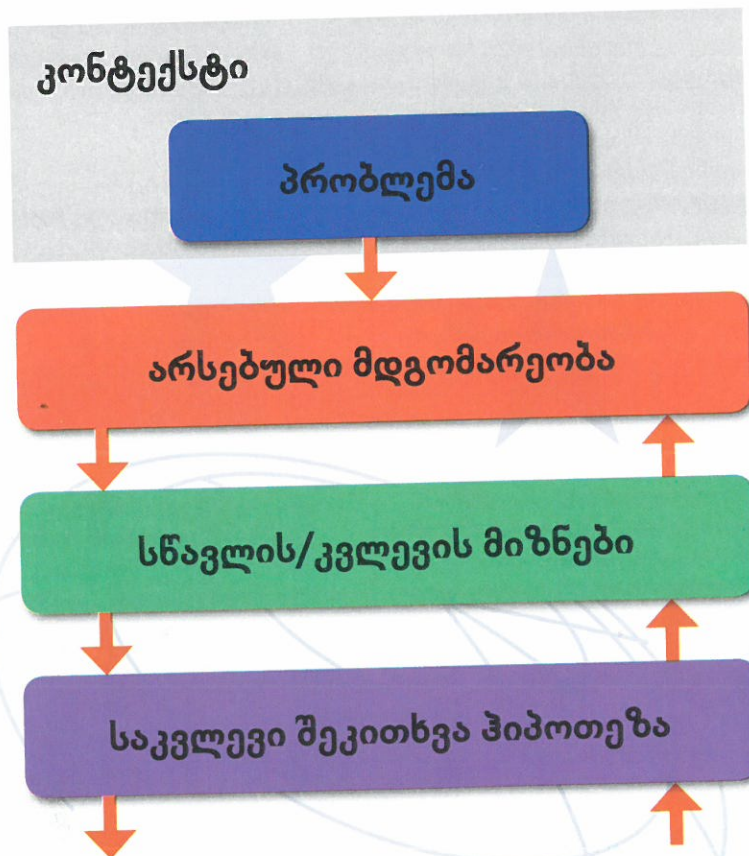 კონტექსტი
პრობლემა
არსებული მდგომარეობა
სწავლის/კვლევის მიზნები
საკვლევი შეკითხვა ჰიპოთეზა